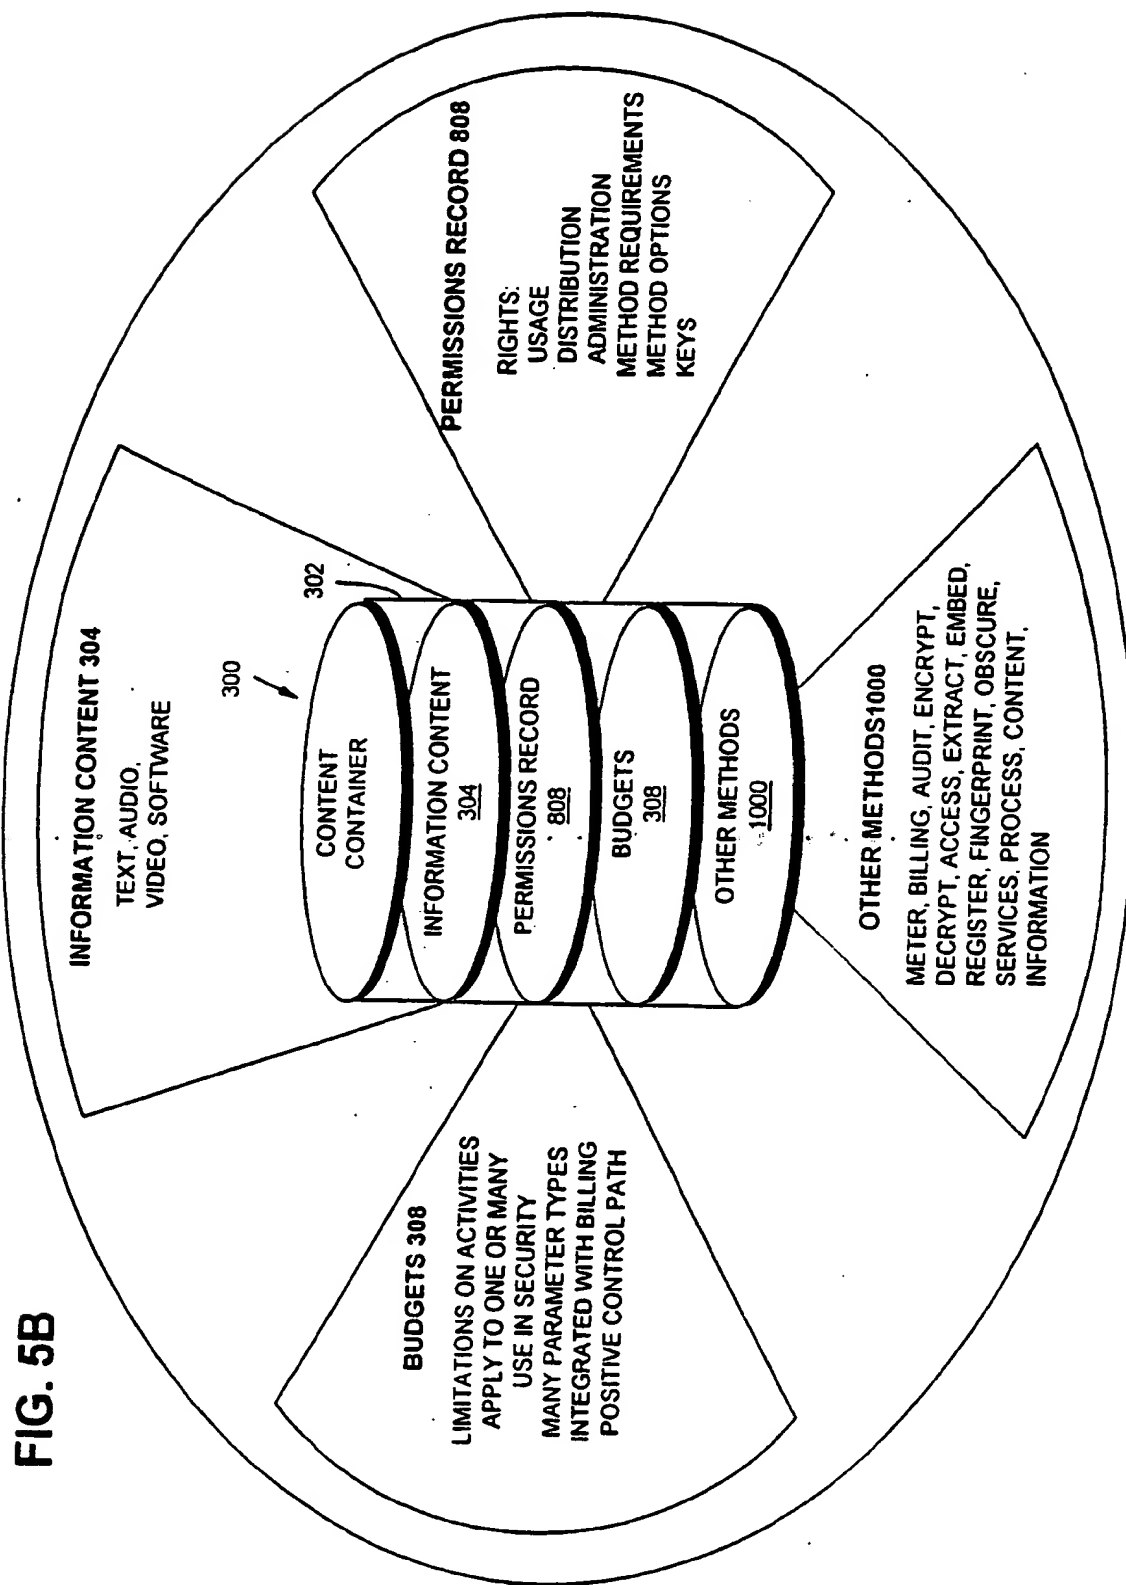 FIG. 5B
INFORMATION CONTENT 304
TEXT, AUDIO,
VIDEO, SOFTWARE
300
302
CONTENT
CONTAINER
INFORMATION CONTENT
304
PERMISSIONS RECORD
808
BUDGETS
308
OTHER METHODS
1000
BUDGETS 308
LIMITATIONS ON ACTIVITIES
APPLY TO ONE OR MANY
USE IN SECURITY
MANY PARAMETER TYPES
INTEGRATED WITH BILLING
POSITIVE CONTROL PATH
PERMISSIONS RECORD 808
RIGHTS:
USAGE
DISTRIBUTION
ADMINISTRATION
METHOD REQUIREMENTS
METHOD OPTIONS
KEYS
OTHER METHODS1000
METER, BILLING, AUDIT, ENCRYPT,
DECRYPT, ACCESS, EXTRACT, EMBED,
REGISTER, FINGERPRINT, OBSCURE,
SERVICES, PROCESS, CONTENT,
INFORMATION